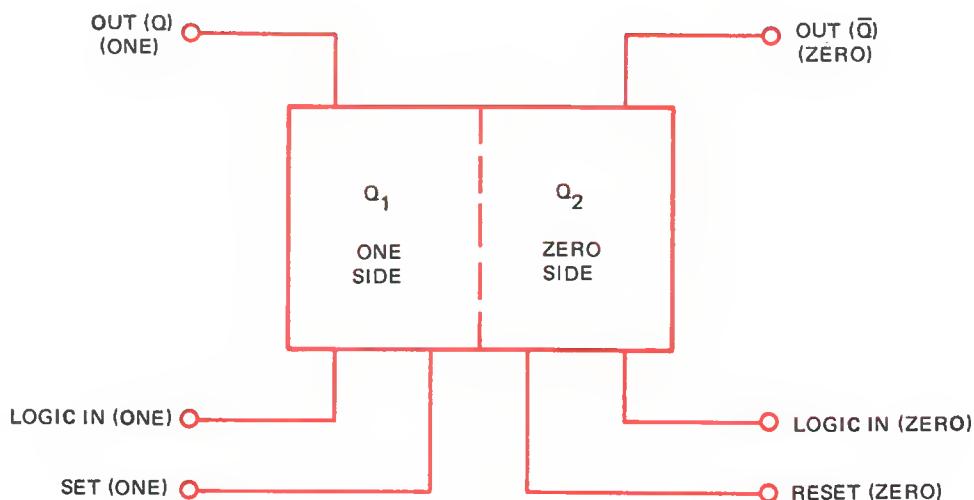 OUT (Q)
(ONE)
OUT (Q̅)
(ZERO)
Q₁
ONE
SIDE
Q₂
ZERO
SIDE
LOGIC IN (ONE)
LOGIC IN (ZERO)
SET (ONE)
RESET (ZERO)